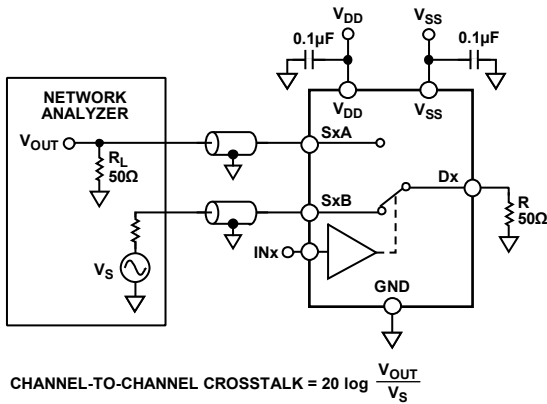 V_DD
V_SS
0.1µF
0.1µF
V_DD
V_SS
NETWORK
ANALYZER
V_OUT
R_L
50Ω
SxA
Dx
R
50Ω
SxB
V_S
INx
GND
CHANNEL-TO-CHANNEL CROSSTALK = 20 log V_OUT / V_S